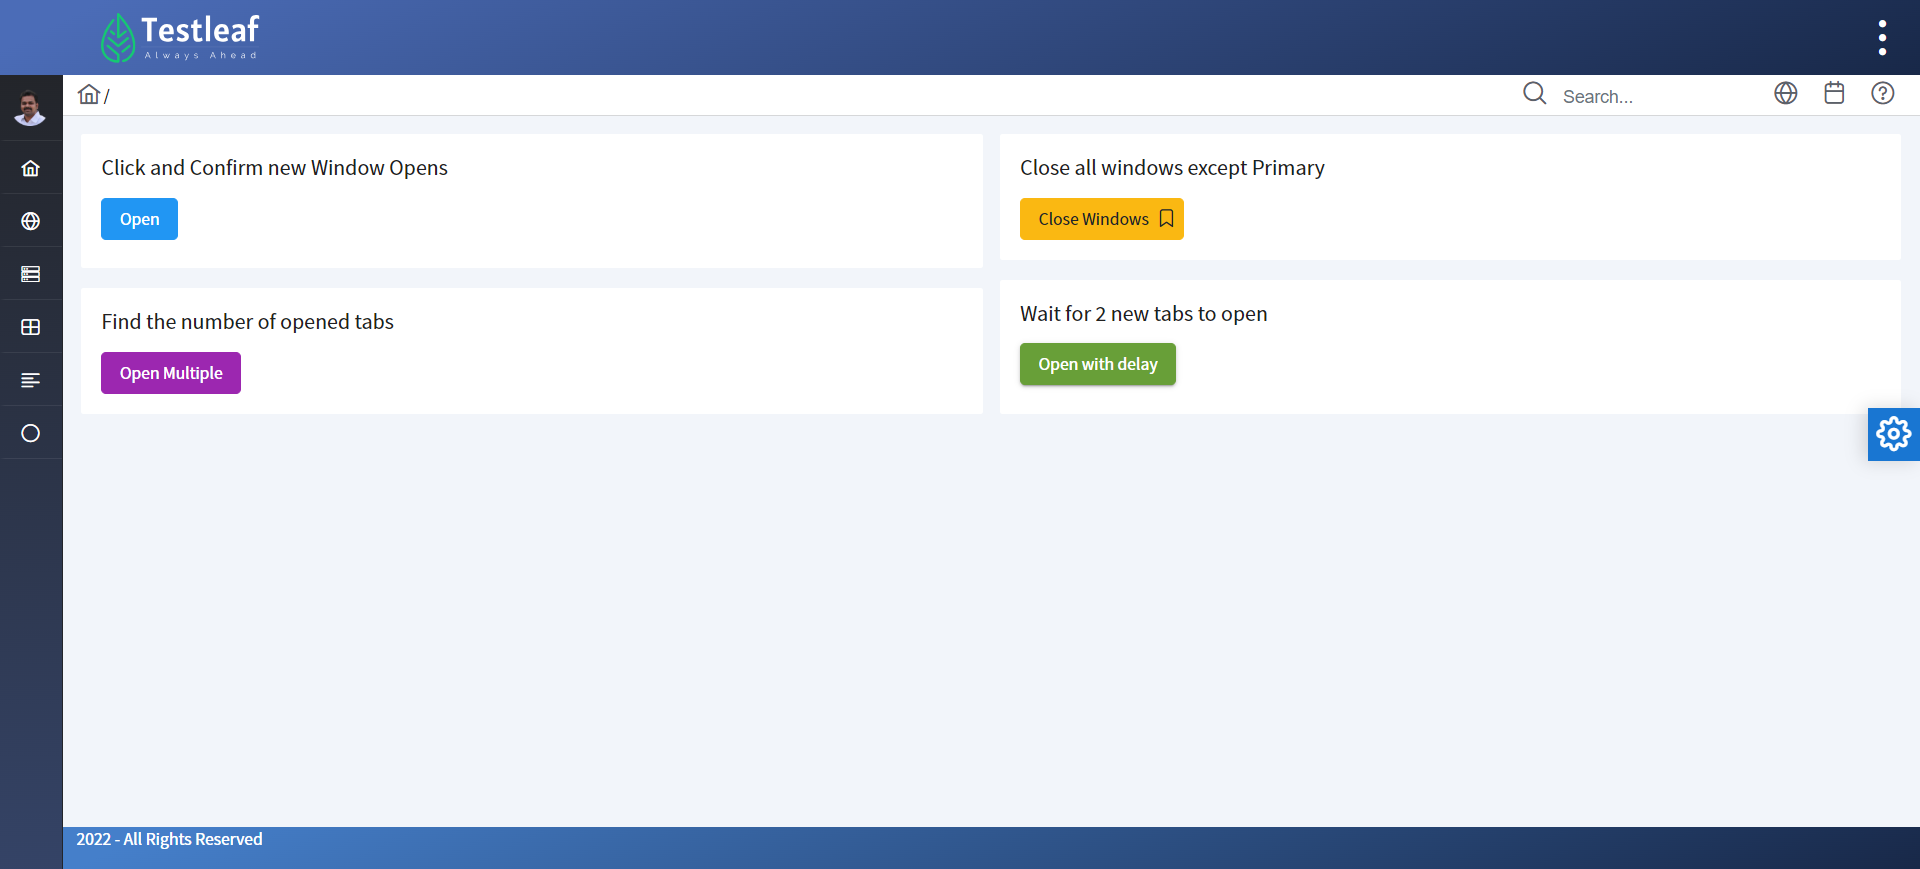 Testleaf
Always Ahead
/
Search...
Click and Confirm new Window Opens
Open
Close all windows except Primary
Close Windows
Find the number of opened tabs
Open Multiple
Wait for 2 new tabs to open
Open with delay
2022 - All Rights Reserved